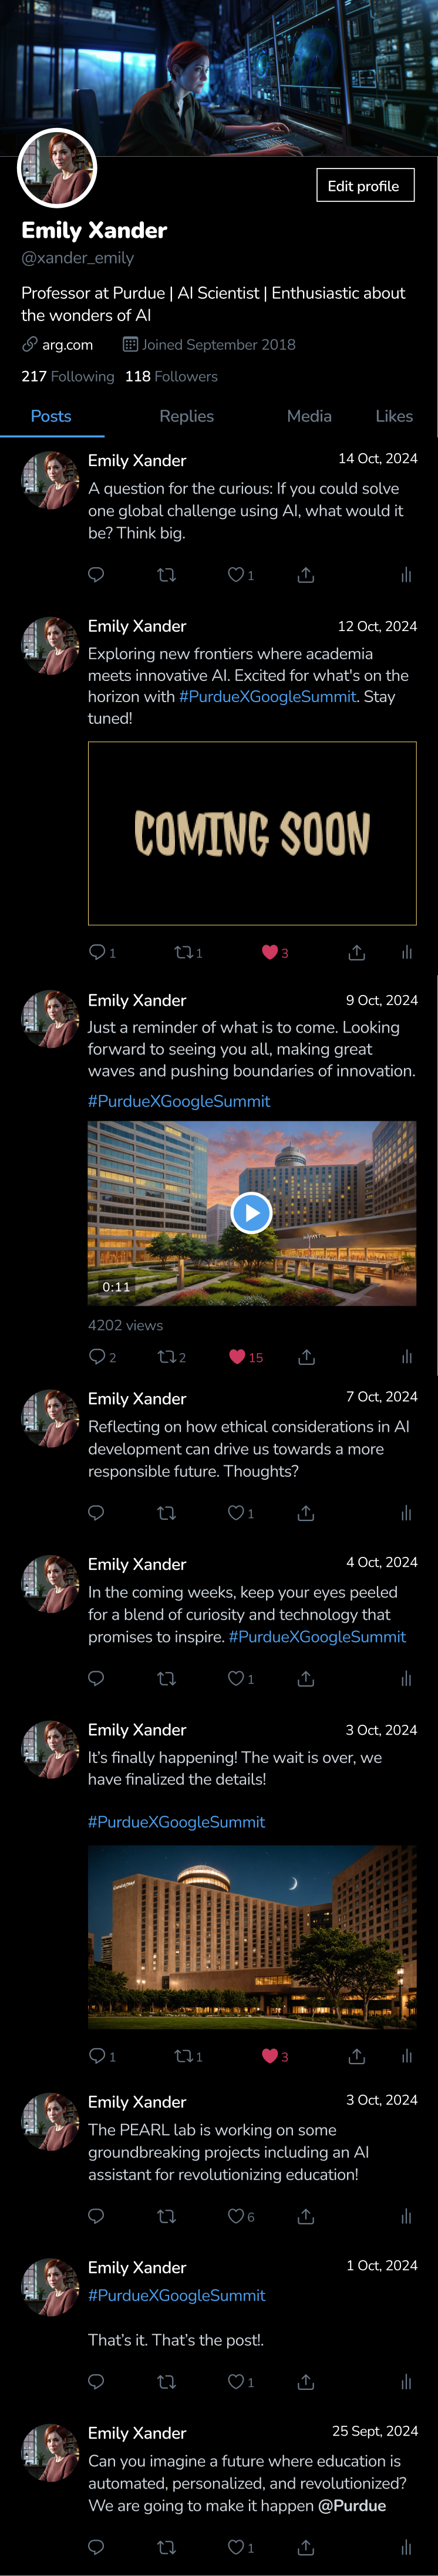 Edit profile
Emily Xander
@xander_emily
Professor at Purdue | AI Scientist | Enthusiastic about
the wonders of AI
arg.com Joined September 2018
217 Following 118 Followers
Posts Replies Media Likes
Emily Xander 14 Oct, 2024
A question for the curious: If you could solve
one global challenge using AI, what would it
be? Think big.
1
Emily Xander 12 Oct, 2024
Exploring new frontiers where academia
meets innovative AI. Excited for what's on the
horizon with #PurdueXGoogleSummit. Stay
tuned!
COMING SOON
1 1 3
Emily Xander 9 Oct, 2024
Just a reminder of what is to come. Looking
forward to seeing you all, making great
waves and pushing boundaries of innovation.
#PurdueXGoogleSummit
0:11
4202 views
2 2 15
Emily Xander 7 Oct, 2024
Reflecting on how ethical considerations in AI
development can drive us towards a more
responsible future. Thoughts?
1
Emily Xander 4 Oct, 2024
In the coming weeks, keep your eyes peeled
for a blend of curiosity and technology that
promises to inspire. #PurdueXGoogleSummit
1
Emily Xander 3 Oct, 2024
It's finally happening! The wait is over, we
have finalized the details!
#PurdueXGoogleSummit
1 1 3
Emily Xander 3 Oct, 2024
The PEARL lab is working on some
groundbreaking projects including an AI
assistant for revolutionizing education!
6
Emily Xander 1 Oct, 2024
#PurdueXGoogleSummit
That's it. That's the post!.
1
Emily Xander 25 Sept, 2024
Can you imagine a future where education is
automated, personalized, and revolutionized?
We are going to make it happen @Purdue
1